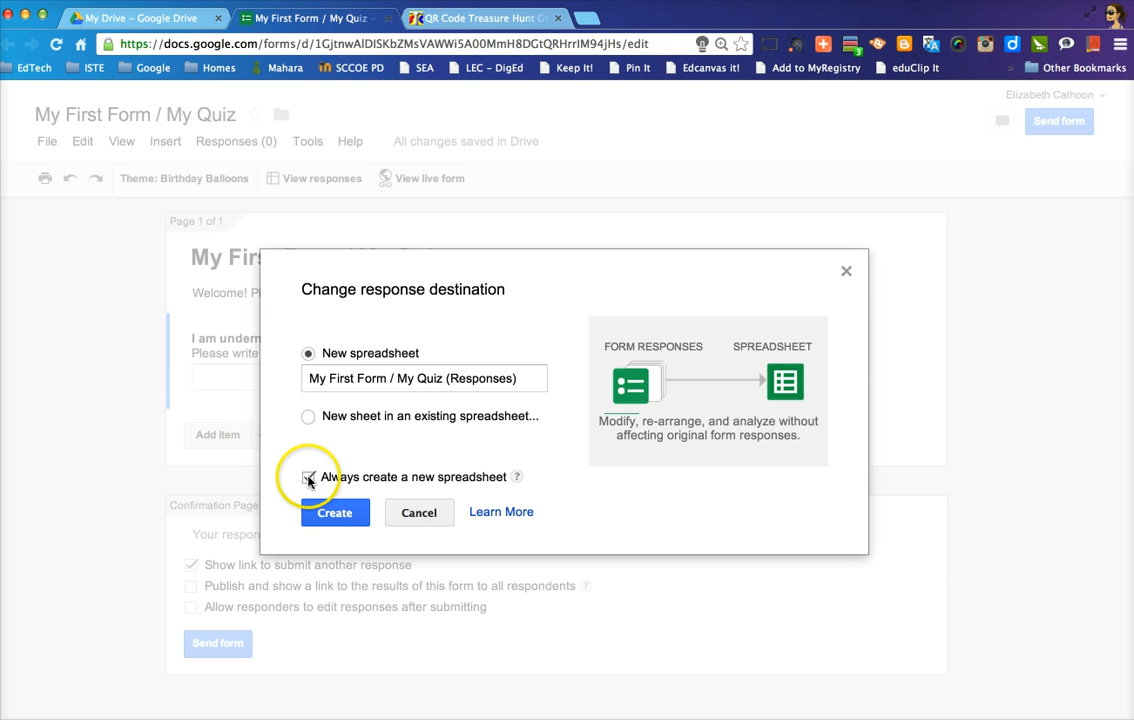 My Drive – Google Drive
My First Form / My Quiz -
QR Code Treasure Hunt G
https://docs.google.com/forms/d/1GjtnwAIDISKbZMsVAWWi5A00MmH8DGtQRHrrIM94jHs/edit
3
EdTech
ISTE
Google
Homes
Mahara
SCCOE PD
SEA
LEC – DigEd
Keep It!
Pin It
Edcanvas it!
Add to MyRegistry
eduClip It
»
Other Bookmarks
Elizabeth Calhoon
My First Form / My Quiz
Send form
File Edit View Insert Responses (0) Tools Help All changes saved in Drive
Theme: Birthday Balloons
View responses
View live form
Page 1 of 1
My Firs
Welcome! Pl
I am undern
Please write
Add item
Change response destination
New spreadsheet
My First Form / My Quiz (Responses)
New sheet in an existing spreadsheet...
Always create a new spreadsheet ?
Create
Cancel
Learn More
FORM RESPONSES
SPREADSHEET
Modify, re-arrange, and analyze without
affecting original form responses.
Confirmation Page
Your respon
Show link to submit another response
Publish and show a link to the results of this form to all respondents ?
Allow responders to edit responses after submitting
Send form